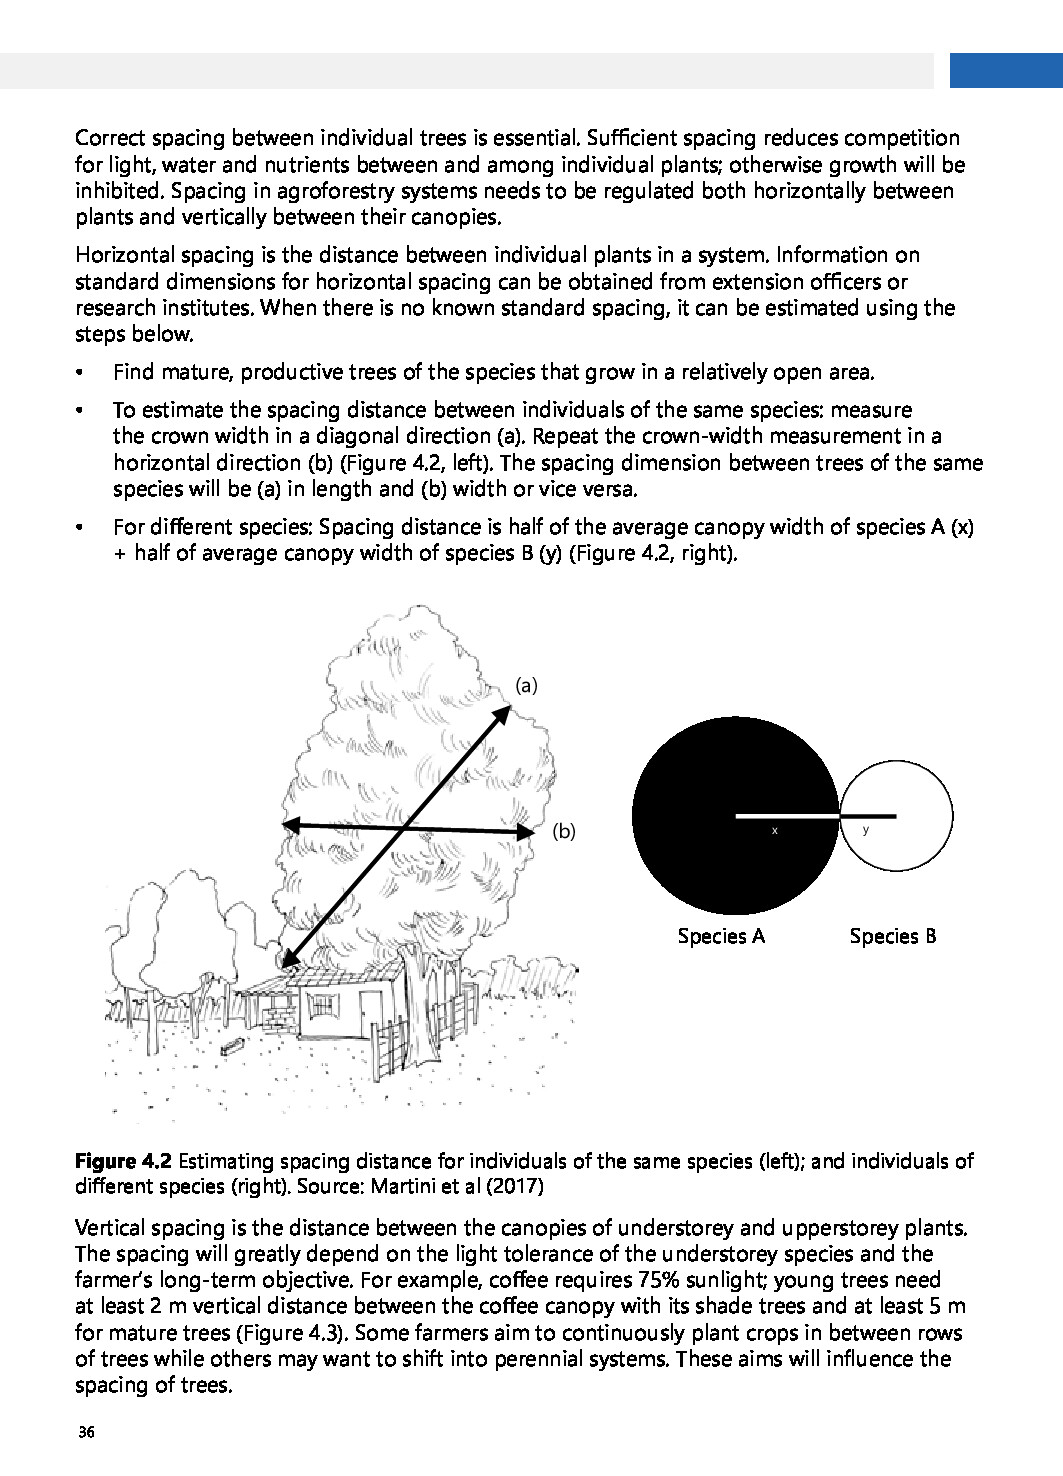 Correct spacing between individual trees is essential. Sufficient spacing reduces competition
for light, water and nutrients between and among individual plants; otherwise growth will be
inhibited. Spacing in agroforestry systems needs to be regulated both horizontally between
plants and vertically between their canopies.
Horizontal spacing is the distance between individual plants in a system. Information on
standard dimensions for horizontal spacing can be obtained from extension officers or
research institutes. When there is no known standard spacing, it can be estimated using the
steps below.
• Find mature, productive trees of the species that grow in a relatively open area.
• To estimate the spacing distance between individuals of the same species: measure
the crown width in a diagonal direction (a). Repeat the crown-width measurement in a
horizontal direction (b) (Figure 4.2, left). The spacing dimension between trees of the same
species will be (a) in length and (b) width or vice versa.
• For different species: Spacing distance is half of the average canopy width of species A (x)
+ half of average canopy width of species B (y) (Figure 4.2, right).
(a)
(b)
x y
Species A Species B
Figure 4.2 Estimating spacing distance for individuals of the same species (left); and individuals of
different species (right). Source: Martini et al (2017)
Vertical spacing is the distance between the canopies of understorey and upperstorey plants.
The spacing will greatly depend on the light tolerance of the understorey species and the
farmer's long-term objective. For example, coffee requires 75% sunlight; young trees need
at least 2 m vertical distance between the coffee canopy with its shade trees and at least 5 m
for mature trees (Figure 4.3). Some farmers aim to continuously plant crops in between rows
of trees while others may want to shift into perennial systems. These aims will influence the
spacing of trees.
36